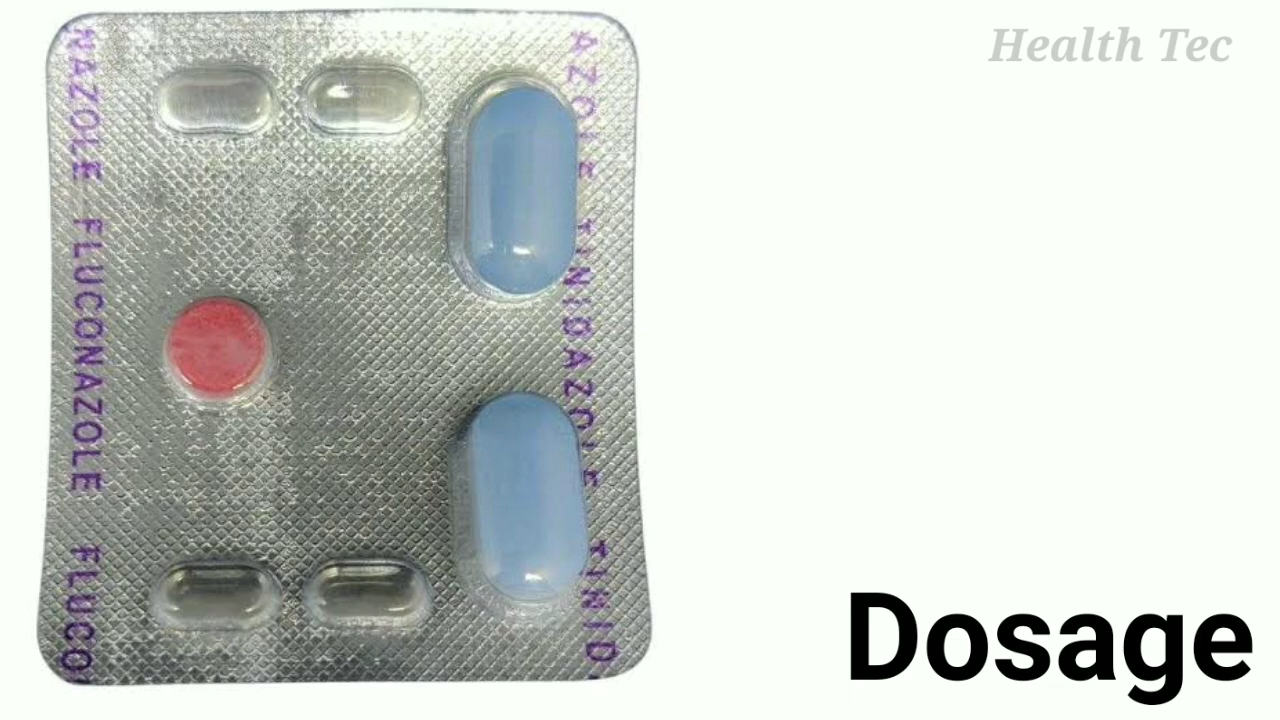 Health Tec
NAZOLE FLUCONAZOLE FLUCO
AZOLE TINIDAZOLE TINID
Dosage